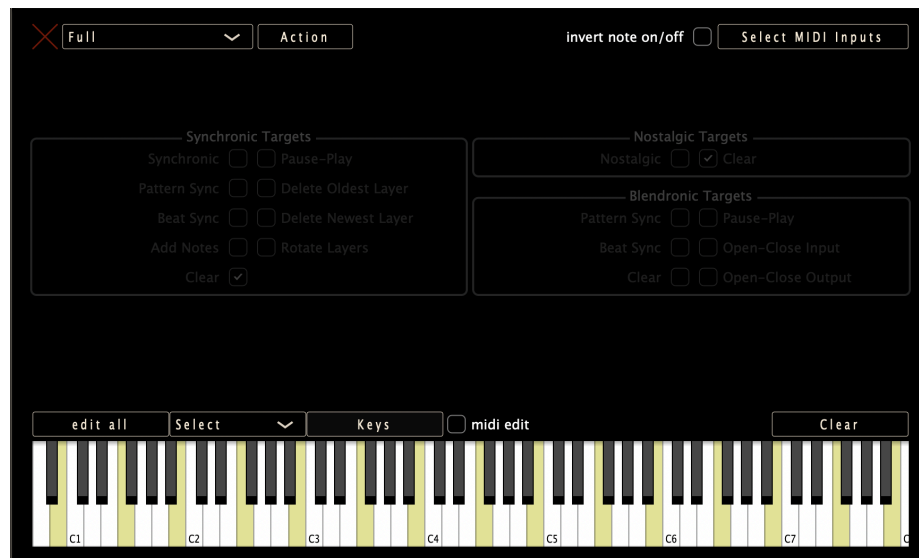 Full Action invert note on/off Select MIDI Inputs
Synchronic Targets
Synchronic Pause-Play
Pattern Sync Delete Oldest Layer
Beat Sync Delete Newest Layer
Add Notes Rotate Layers
Clear
Nostalgic Targets
Nostalgic Clear
Blendronic Targets
Pattern Sync Pause-Play
Beat Sync Open-Close Input
Clear Open-Close Output
edit all Select Keys midi edit Clear
C1 C2 C3 C4 C5 C6 C7 C